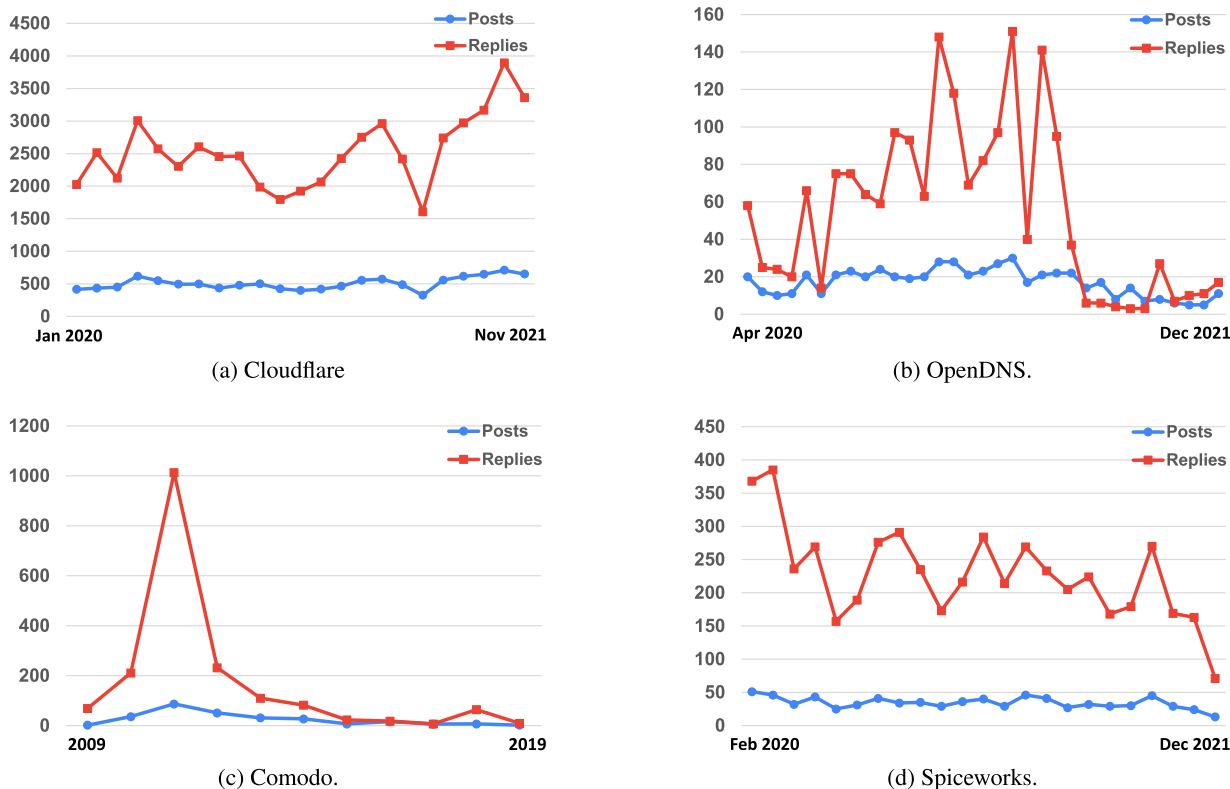 4500
4000
3500
3000
2500
2000
1500
1000
500
0
Posts
Replies
Jan 2020
Nov 2021
(a) Cloudflare
160
140
120
100
80
60
40
20
0
Posts
Replies
Apr 2020
Dec 2021
(b) OpenDNS.
1200
1000
800
600
400
200
0
Posts
Replies
2009
2019
(c) Comodo.
450
400
350
300
250
200
150
100
50
0
Posts
Replies
Feb 2020
Dec 2021
(d) Spiceworks.